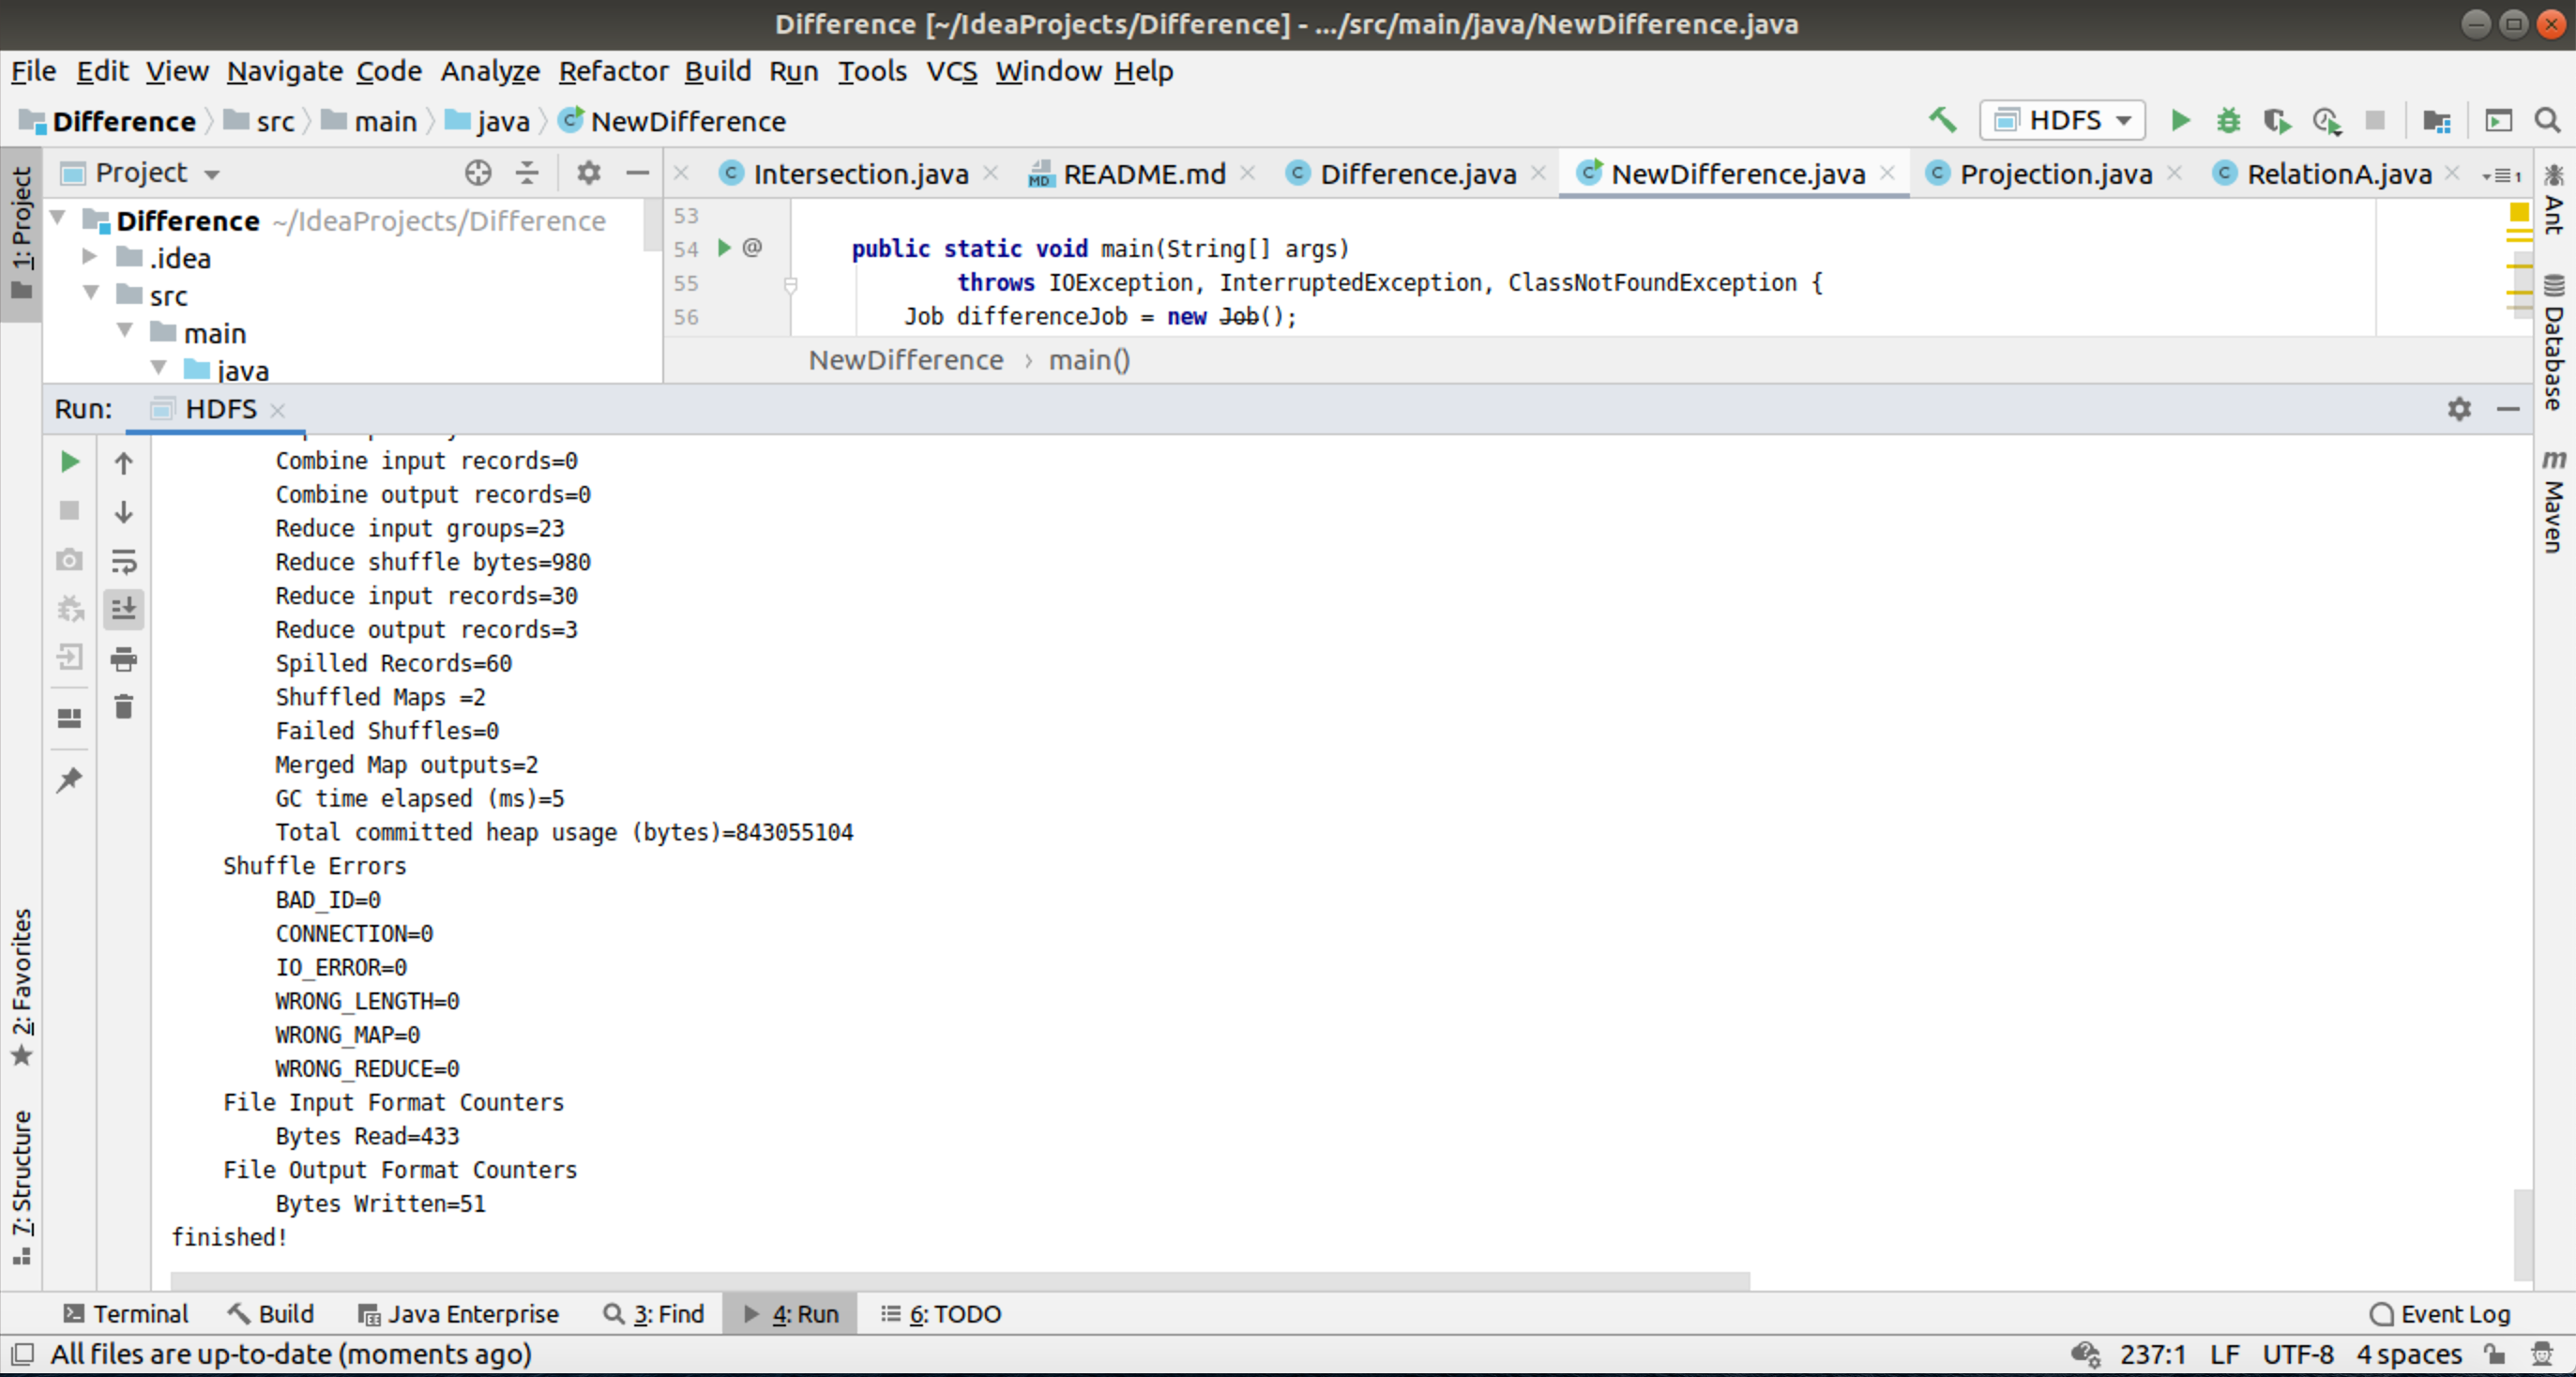 Difference [~/IdeaProjects/Difference] - .../src/main/java/NewDifference.java
File Edit View Navigate Code Analyze Refactor Build Run Tools VCS Window Help
Difference src main java NewDifference
HDFS
1: Project
Project
Intersection.java README.md Difference.java NewDifference.java Projection.java RelationA.java
Difference ~/IdeaProjects/Difference
.idea
src
main
java
53
54 @ public static void main(String[] args)
55 throws IOException, InterruptedException, ClassNotFoundException {
56 Job differenceJob = new Job();
NewDifference › main()
Ant
Database
Maven
Run: HDFS
Combine input records=0
Combine output records=0
Reduce input groups=23
Reduce shuffle bytes=980
Reduce input records=30
Reduce output records=3
Spilled Records=60
Shuffled Maps =2
Failed Shuffles=0
Merged Map outputs=2
GC time elapsed (ms)=5
Total committed heap usage (bytes)=843055104
Shuffle Errors
BAD_ID=0
CONNECTION=0
IO_ERROR=0
WRONG_LENGTH=0
WRONG_MAP=0
WRONG_REDUCE=0
File Input Format Counters
Bytes Read=433
File Output Format Counters
Bytes Written=51
finished!
2: Favorites
7: Structure
Terminal Build Java Enterprise 3: Find 4: Run 6: TODO Event Log
All files are up-to-date (moments ago) 237:1 LF UTF-8 4 spaces